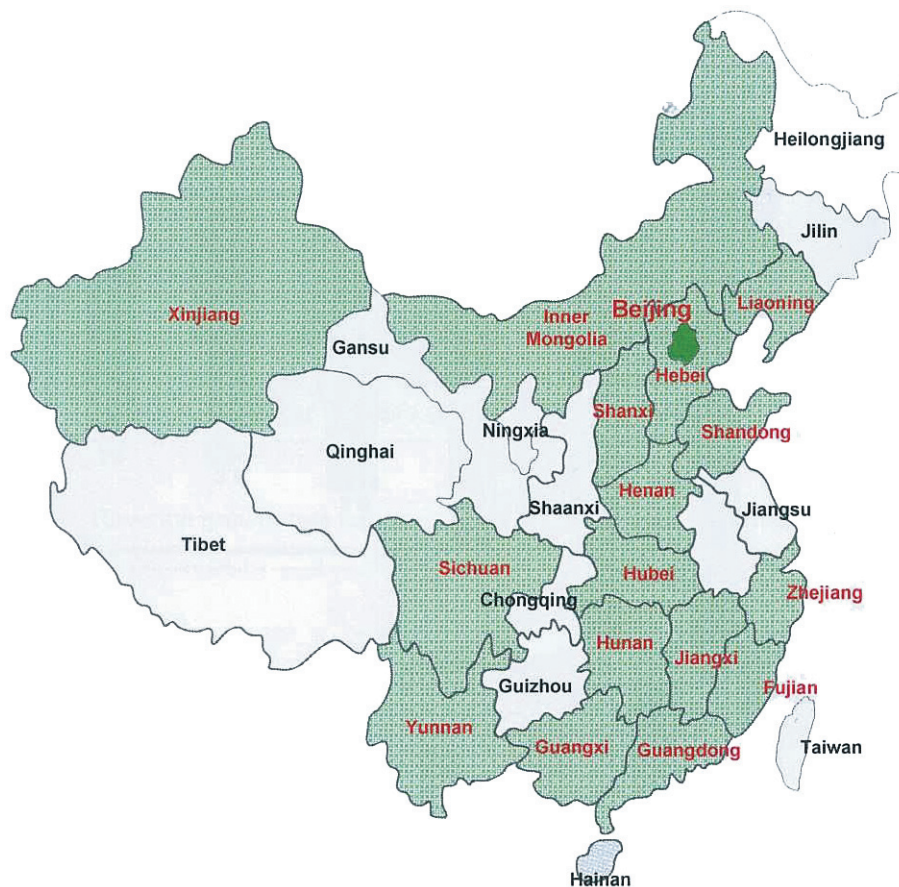 Heilongjiang
Jilin
Xinjiang
Beijing
Liaoning
Inner
Mongolia
Gansu
Hebei
Shanxi
Ningxia
Shandong
Qinghai
Henan
Shaanxi
Jiangsu
Tibet
Sichuan
Hubei
Chongqing
Zhejiang
Hunan
Jiangxi
Guizhou
Fujian
Yunnan
Guangxi
Guangdong
Taiwan
Hainan